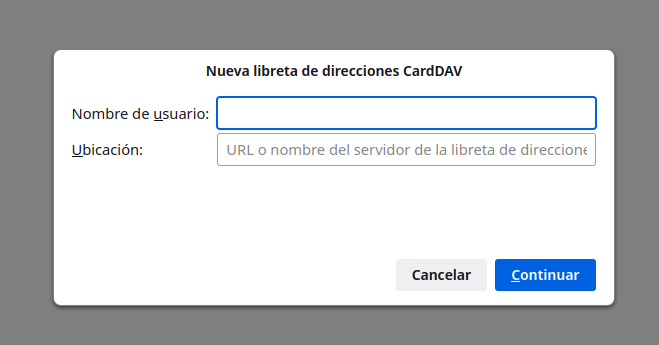 Nueva libreta de direcciones CardDAV
Nombre de usuario:
Ubicación: URL o nombre del servidor de la libreta de direccione
Cancelar Continuar